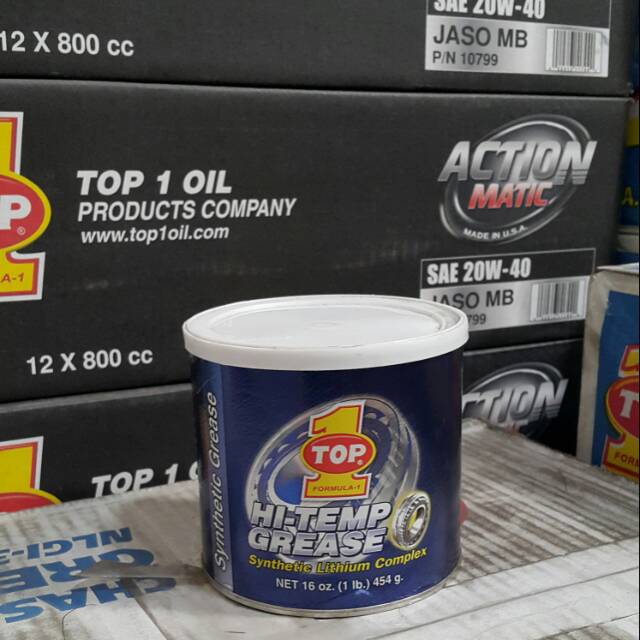 SAE 20W-40
JASO MB
P/N 10799
12 X 800 cc
1
TOP 1 OIL
PRODUCTS COMPANY
www.top1oil.com
ACTION
MATIC
MADE IN U.S.A.
SAE 20W-40
JASO MB
12 X 800 cc
ACTION
TOP 1
Synthetic Grease
1
TOP
FORMULA-1
HI-TEMP
GREASE
Synthetic Lithium Complex
NET 16 oz. (1 lb.) 454 g.